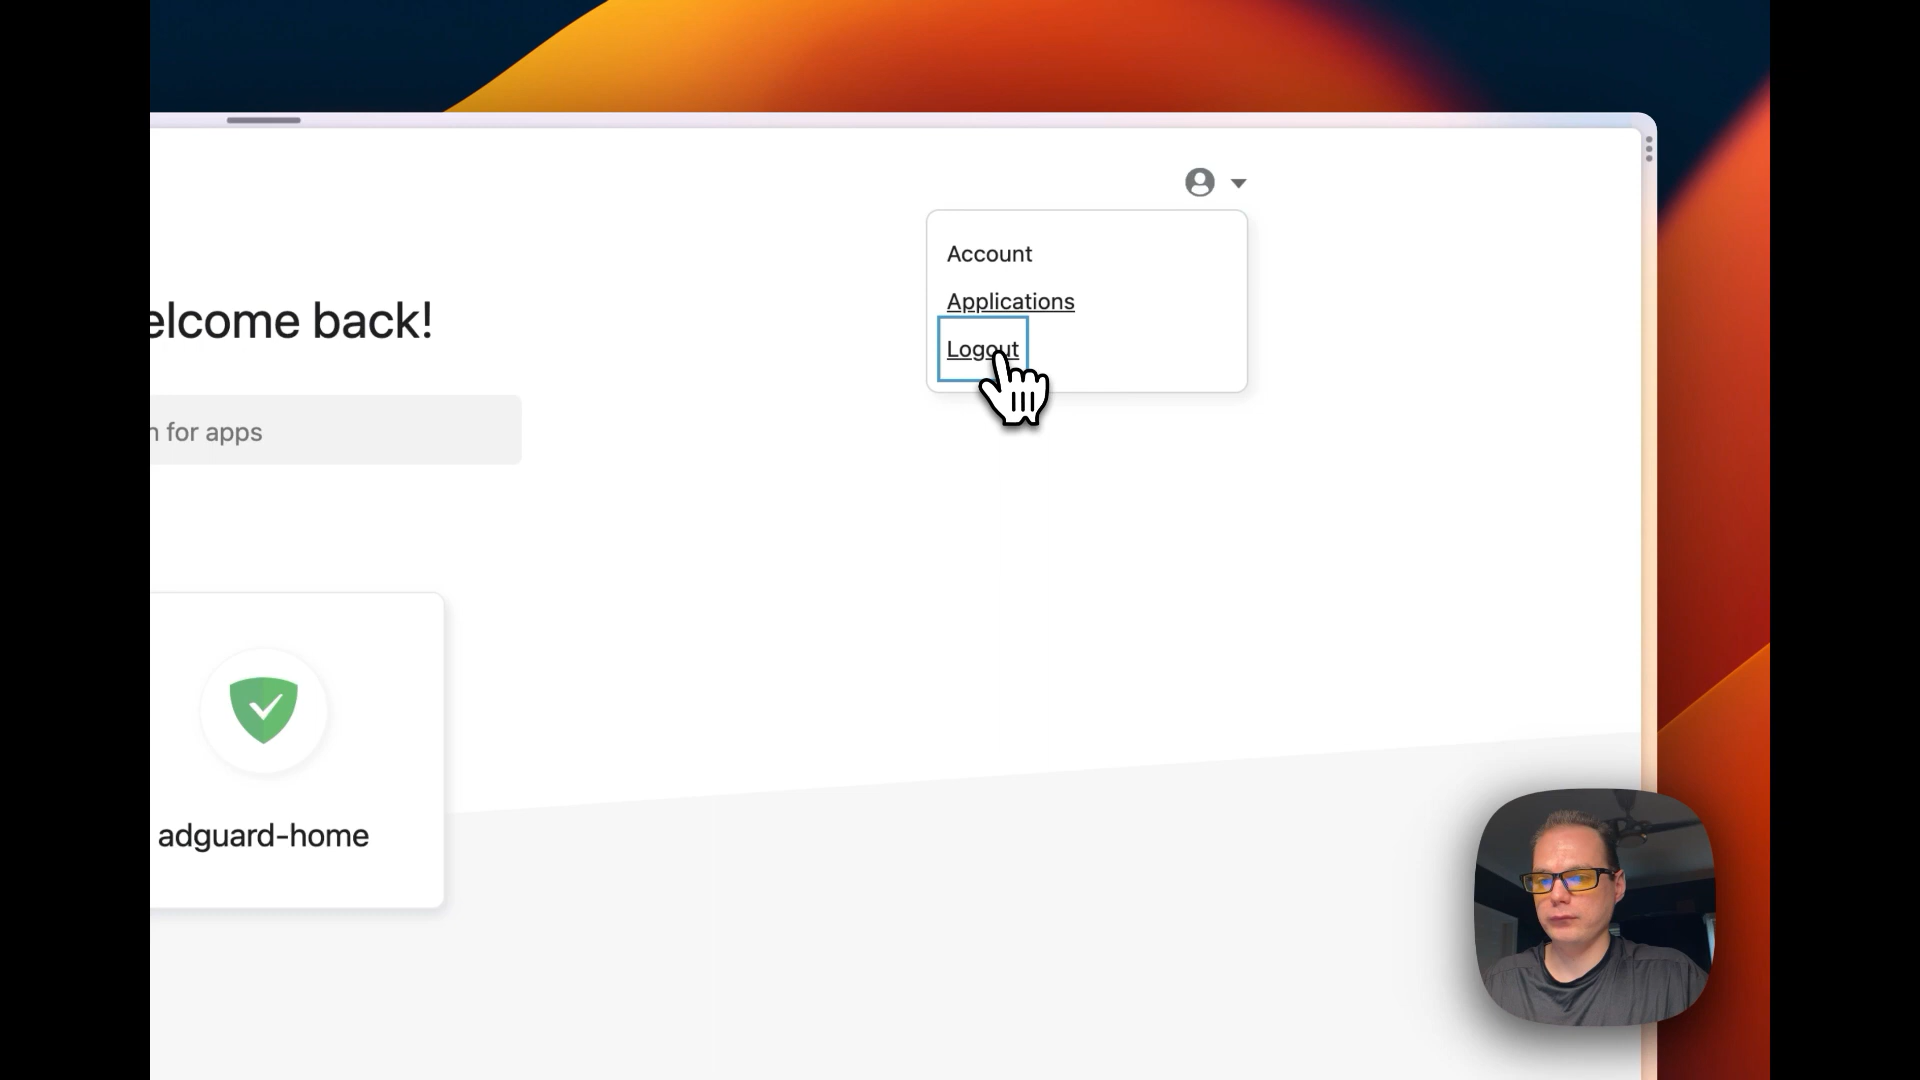 Account
Applications
Logout
elcome back!
for apps
adguard-home